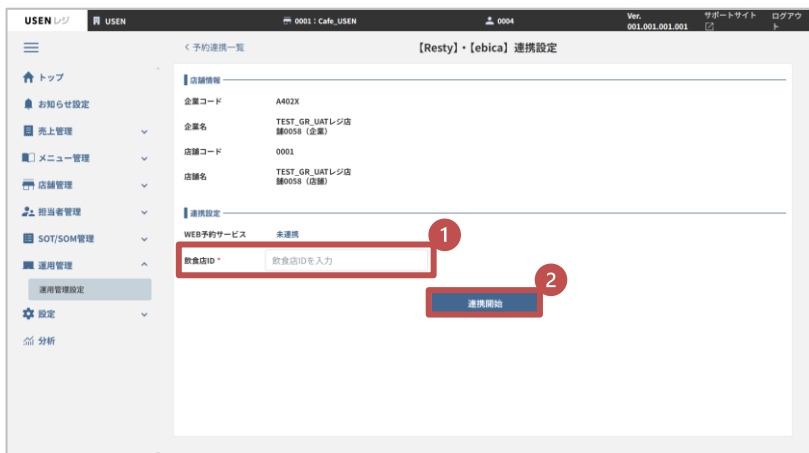 USEN レジ
USEN
0001 : Cafe_USEN
0004
Ver.
001.001.001.001
サポートサイト
ログアウ
ト
< 予約連携一覧
【Resty】・【ebica】連携設定
トップ
お知らせ設定
売上管理
メニュー管理
店舗管理
担当者管理
SOT/SOM管理
運用管理
運用管理設定
設定
分析
店舗情報
企業コード A402X
企業名 TEST_GR_UATレジ店
舗0058（企業）
店舗コード 0001
店舗名 TEST_GR_UATレジ店
舗0058（店舗）
連携設定
WEB予約サービス 未連携
1
飲食店ID * 飲食店IDを入力
2
連携開始